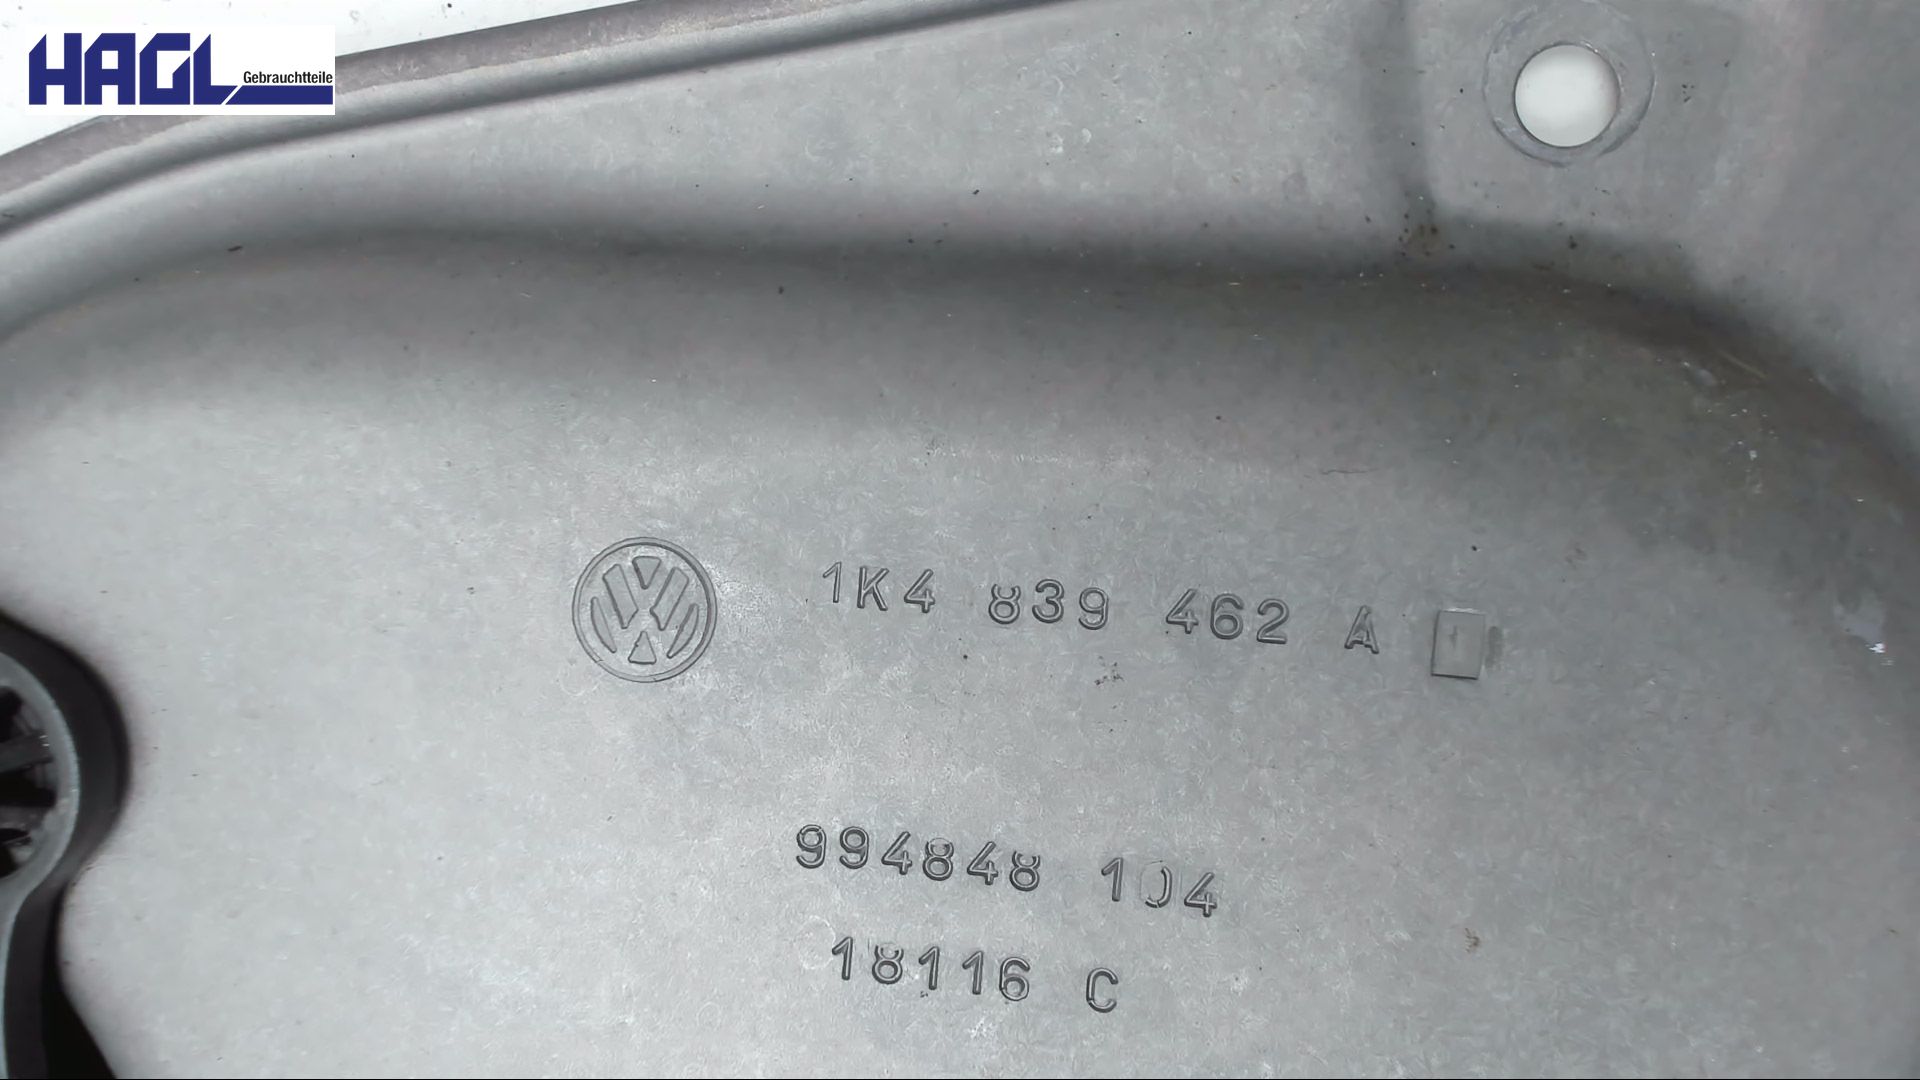 HAGL
Gebrauchtteile
1K4 839 462 A
994848 104
18116 C